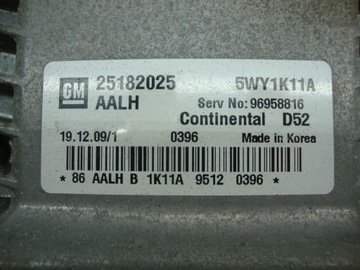 GM 25182025 5WY1K11A
AALH Serv No: 96958816
Continental D52
19.12.09/1 0396 Made in Korea
* 86 AALH B 1K11A 9512 0396 *